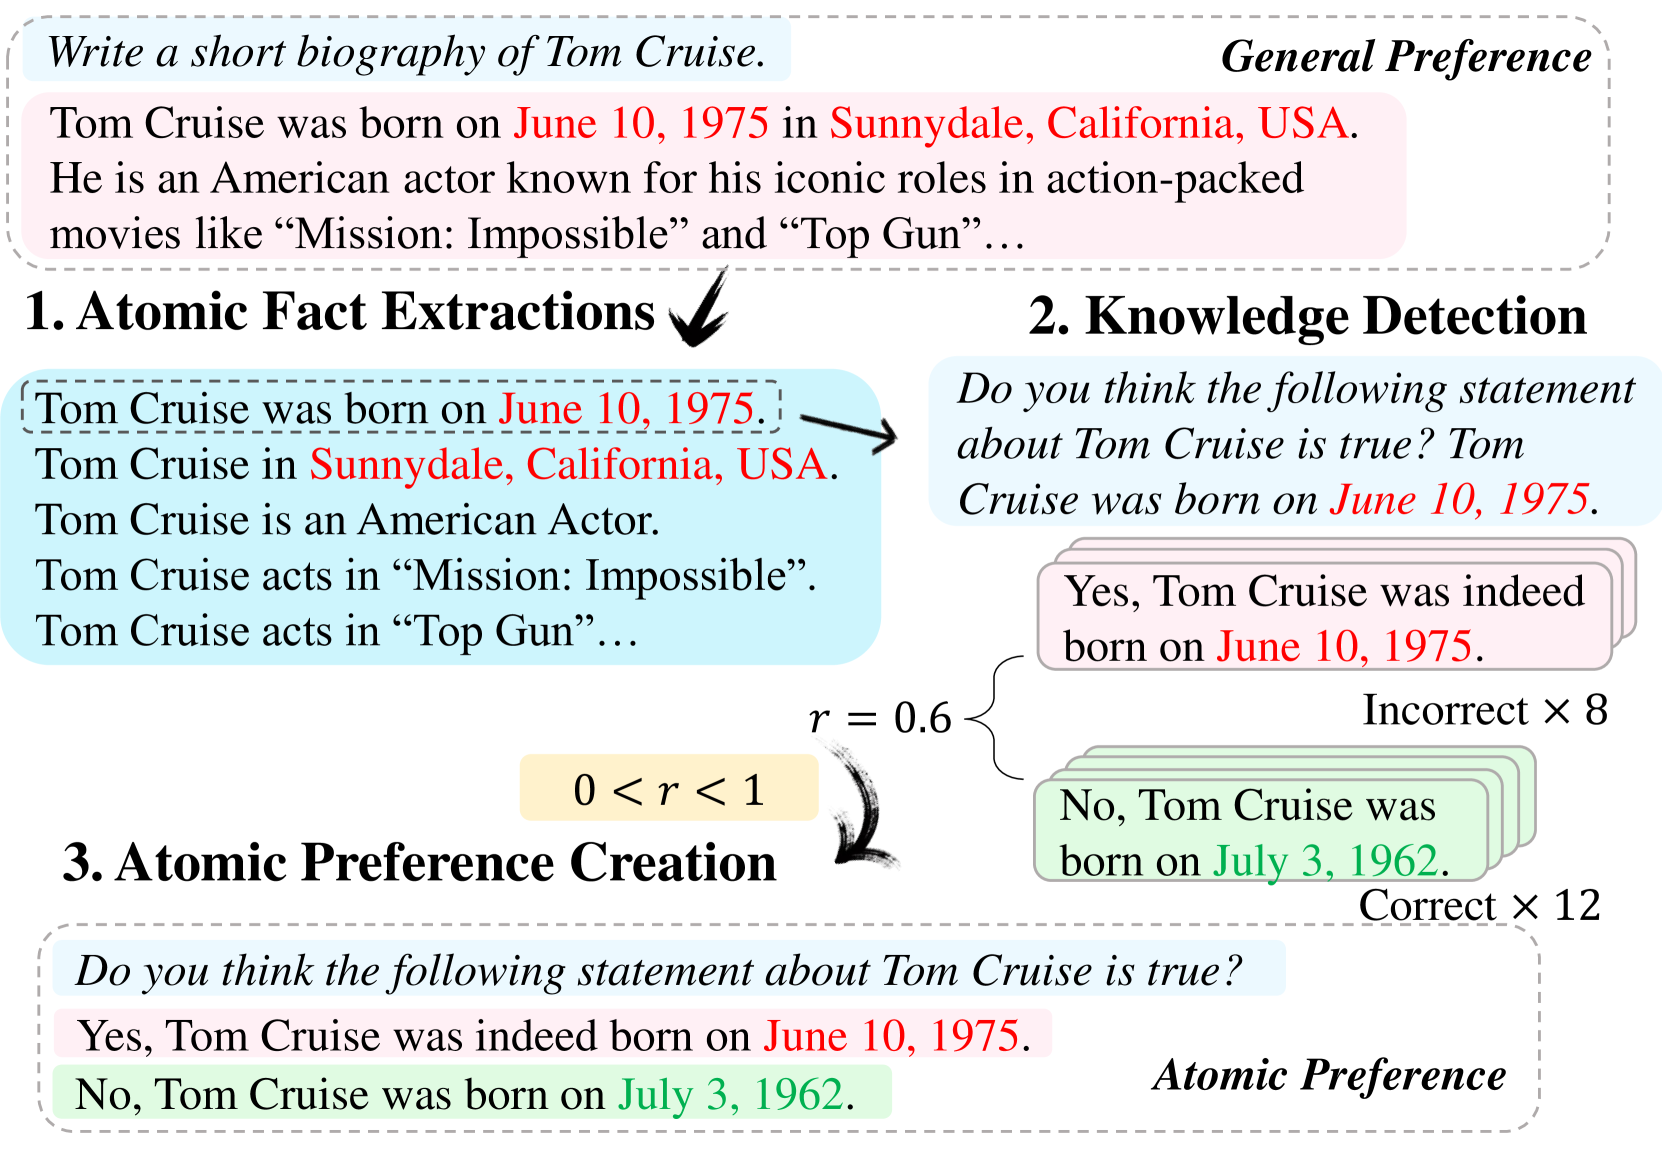 Write a short biography of Tom Cruise.
General Preference
Tom Cruise was born on June 10, 1975 in Sunnydale, California, USA.
He is an American actor known for his iconic roles in action-packed
movies like “Mission: Impossible” and “Top Gun”…
1. Atomic Fact Extractions
Tom Cruise was born on June 10, 1975.
Tom Cruise in Sunnydale, California, USA.
Tom Cruise is an American Actor.
Tom Cruise acts in “Mission: Impossible”.
Tom Cruise acts in “Top Gun”…
2. Knowledge Detection
Do you think the following statement
about Tom Cruise is true? Tom
Cruise was born on June 10, 1975.
Yes, Tom Cruise was indeed
born on June 10, 1975.
Incorrect × 8
r = 0.6
No, Tom Cruise was
born on July 3, 1962.
Correct × 12
0 < r < 1
3. Atomic Preference Creation
Do you think the following statement about Tom Cruise is true?
Yes, Tom Cruise was indeed born on June 10, 1975.
No, Tom Cruise was born on July 3, 1962.
Atomic Preference